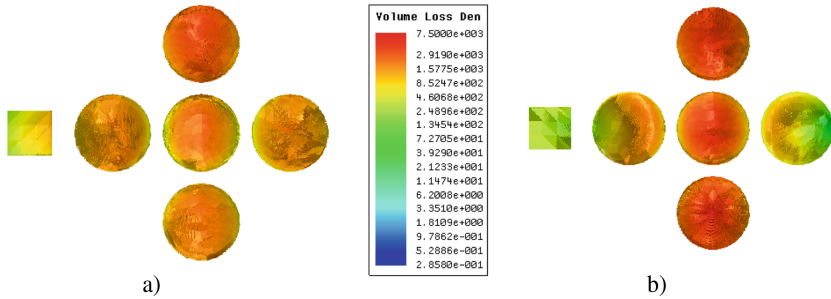 Volume Loss Den
7.5000e+003
2.9190e+003
1.5775e+003
8.5247e+002
4.6068e+002
2.4896e+002
1.3454e+002
7.2705e+001
3.9290e+001
2.1233e+001
1.1474e+001
6.2008e+000
3.3510e+000
1.8109e+000
9.7862e-001
5.2886e-001
2.8580e-001
a)
b)